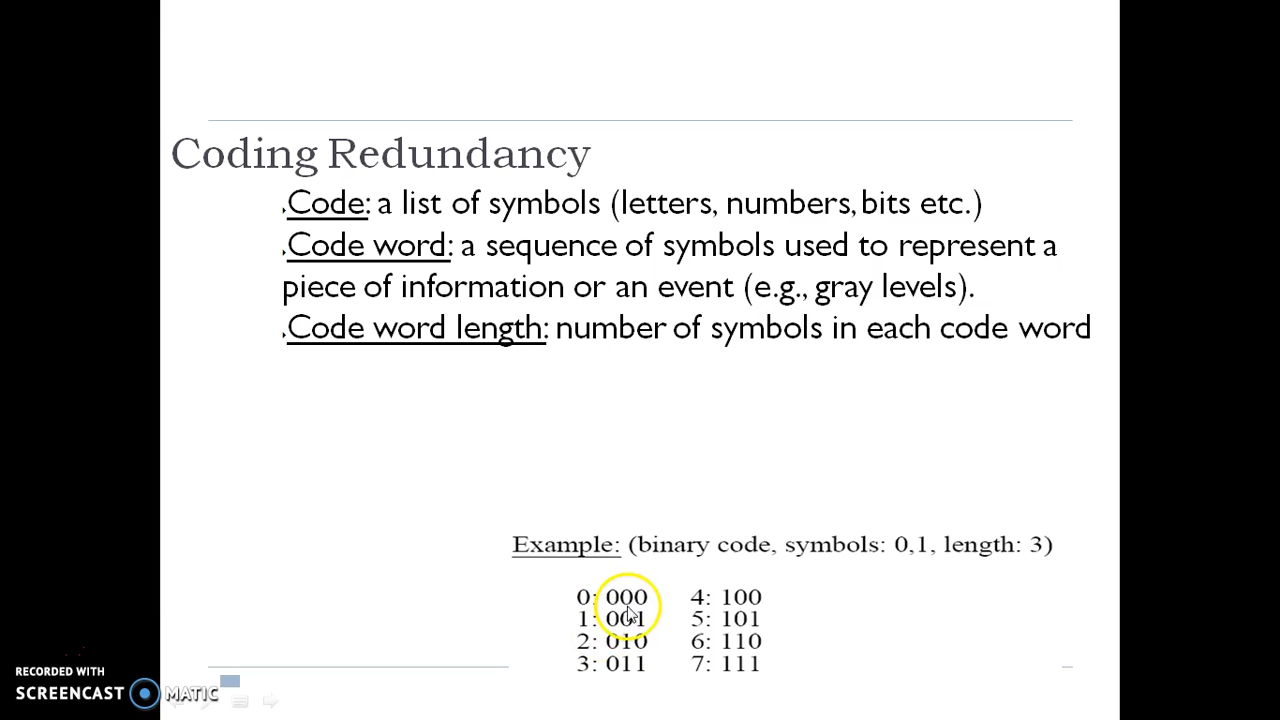 Coding Redundancy
Code: a list of symbols (letters, numbers, bits etc.)
Code word: a sequence of symbols used to represent a
piece of information or an event (e.g., gray levels).
Code word length: number of symbols in each code word
Example: (binary code, symbols: 0,1, length: 3)
0: 000 4: 100
1: 001 5: 101
2: 010 6: 110
3: 011 7: 111
RECORDED WITH
SCREENCAST MATIC